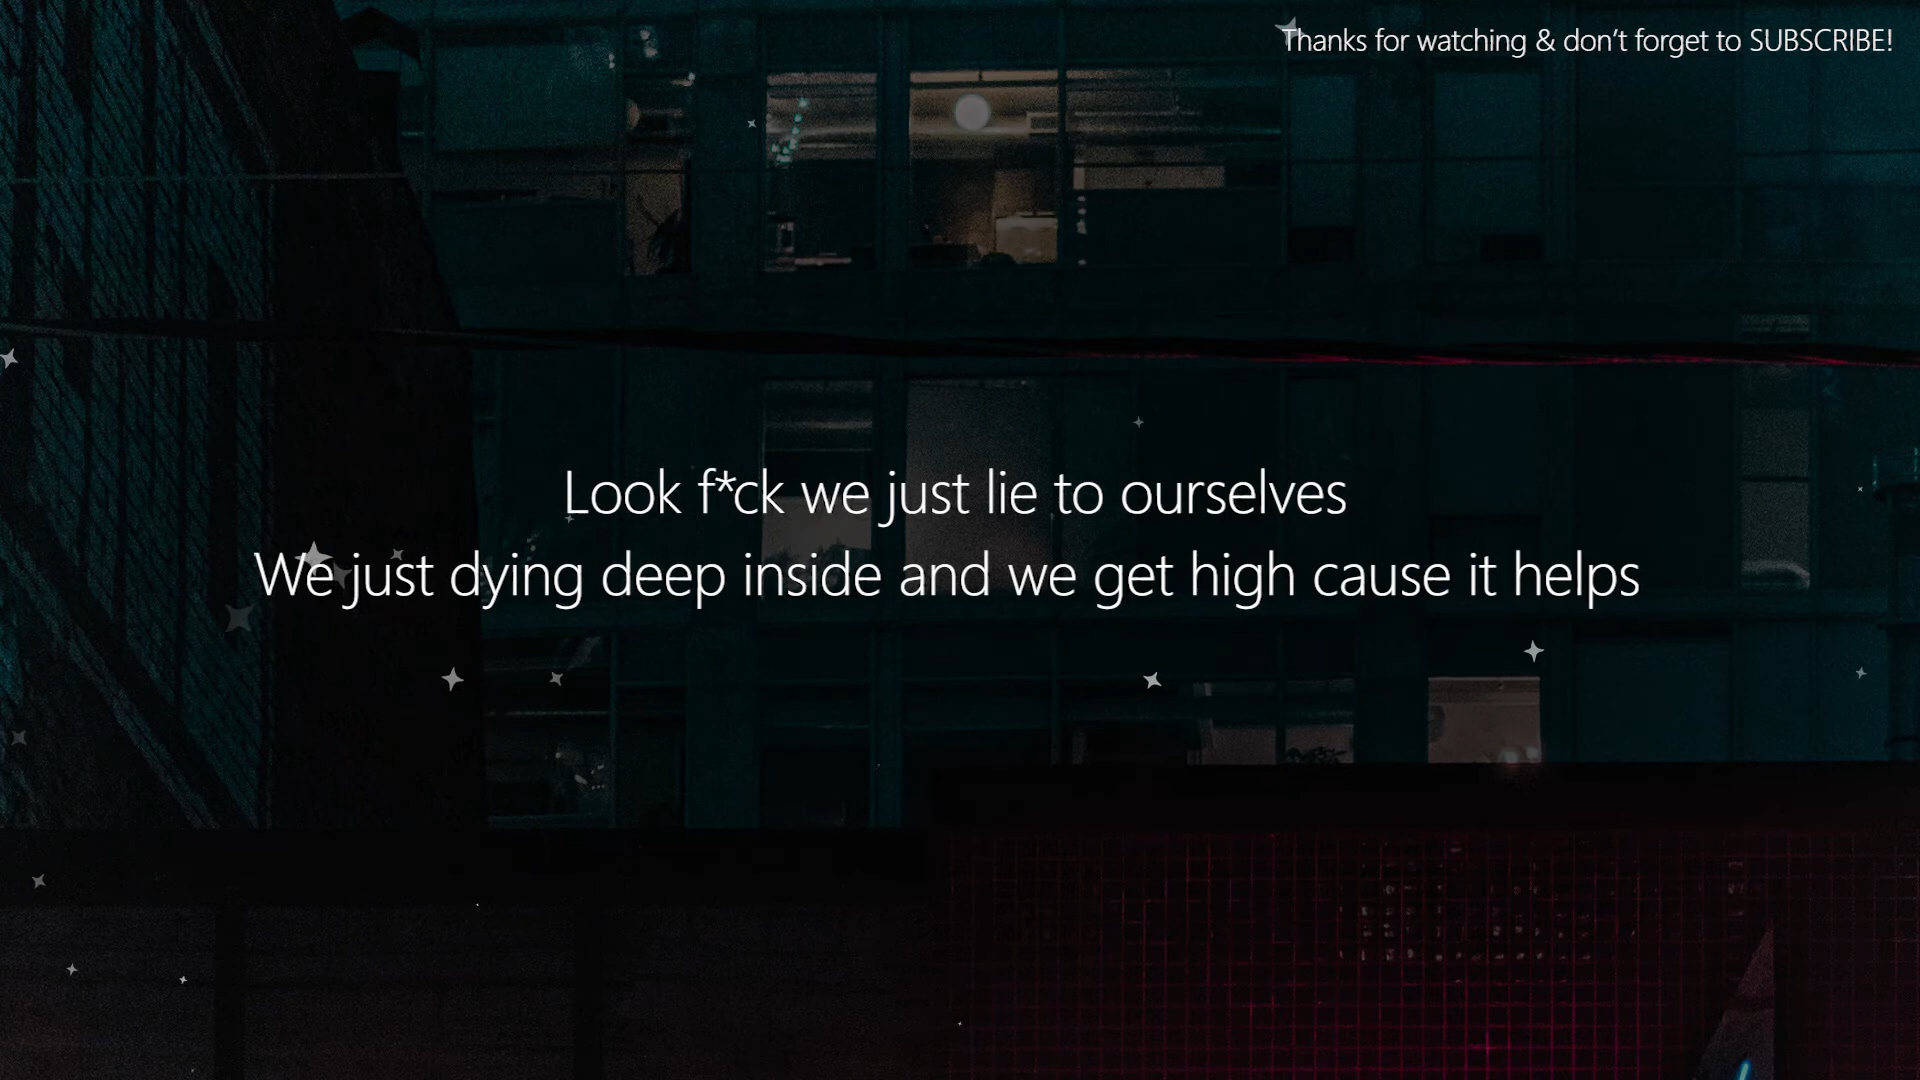 Thanks for watching & don’t forget to SUBSCRIBE!
Look f*ck we just lie to ourselves
We just dying deep inside and we get high cause it helps